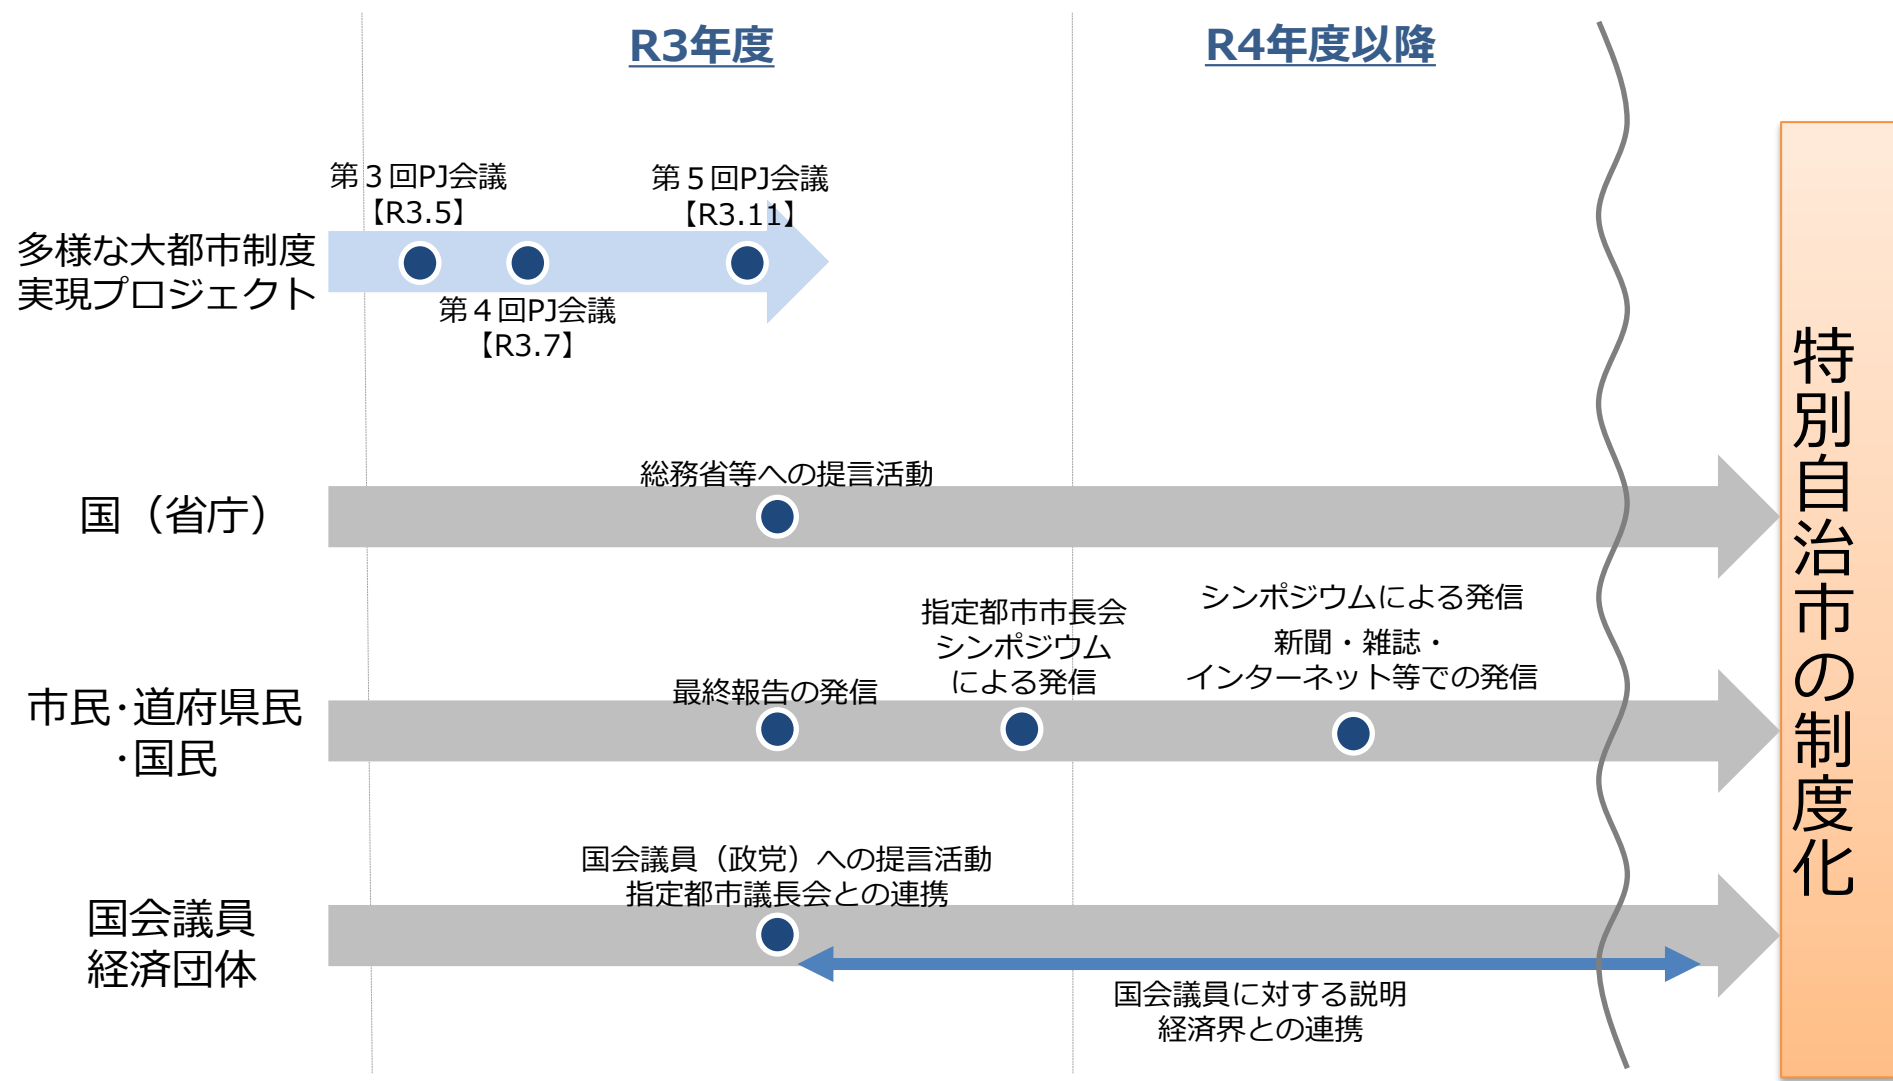 R3年度
R4年度以降
第３回PJ会議
【R3.5】
第５回PJ会議
【R3.11】
多様な大都市制度
実現プロジェクト
第４回PJ会議
【R3.7】
総務省等への提言活動
国（省庁）
指定都市市長会
シンポジウム
による発信
シンポジウムによる発信
新聞・雑誌・
インターネット等での発信
最終報告の発信
市民･道府県民
･国民
国会議員（政党）への提言活動
指定都市議長会との連携
国会議員
経済団体
国会議員に対する説明
経済界との連携
特別自治市の制度化